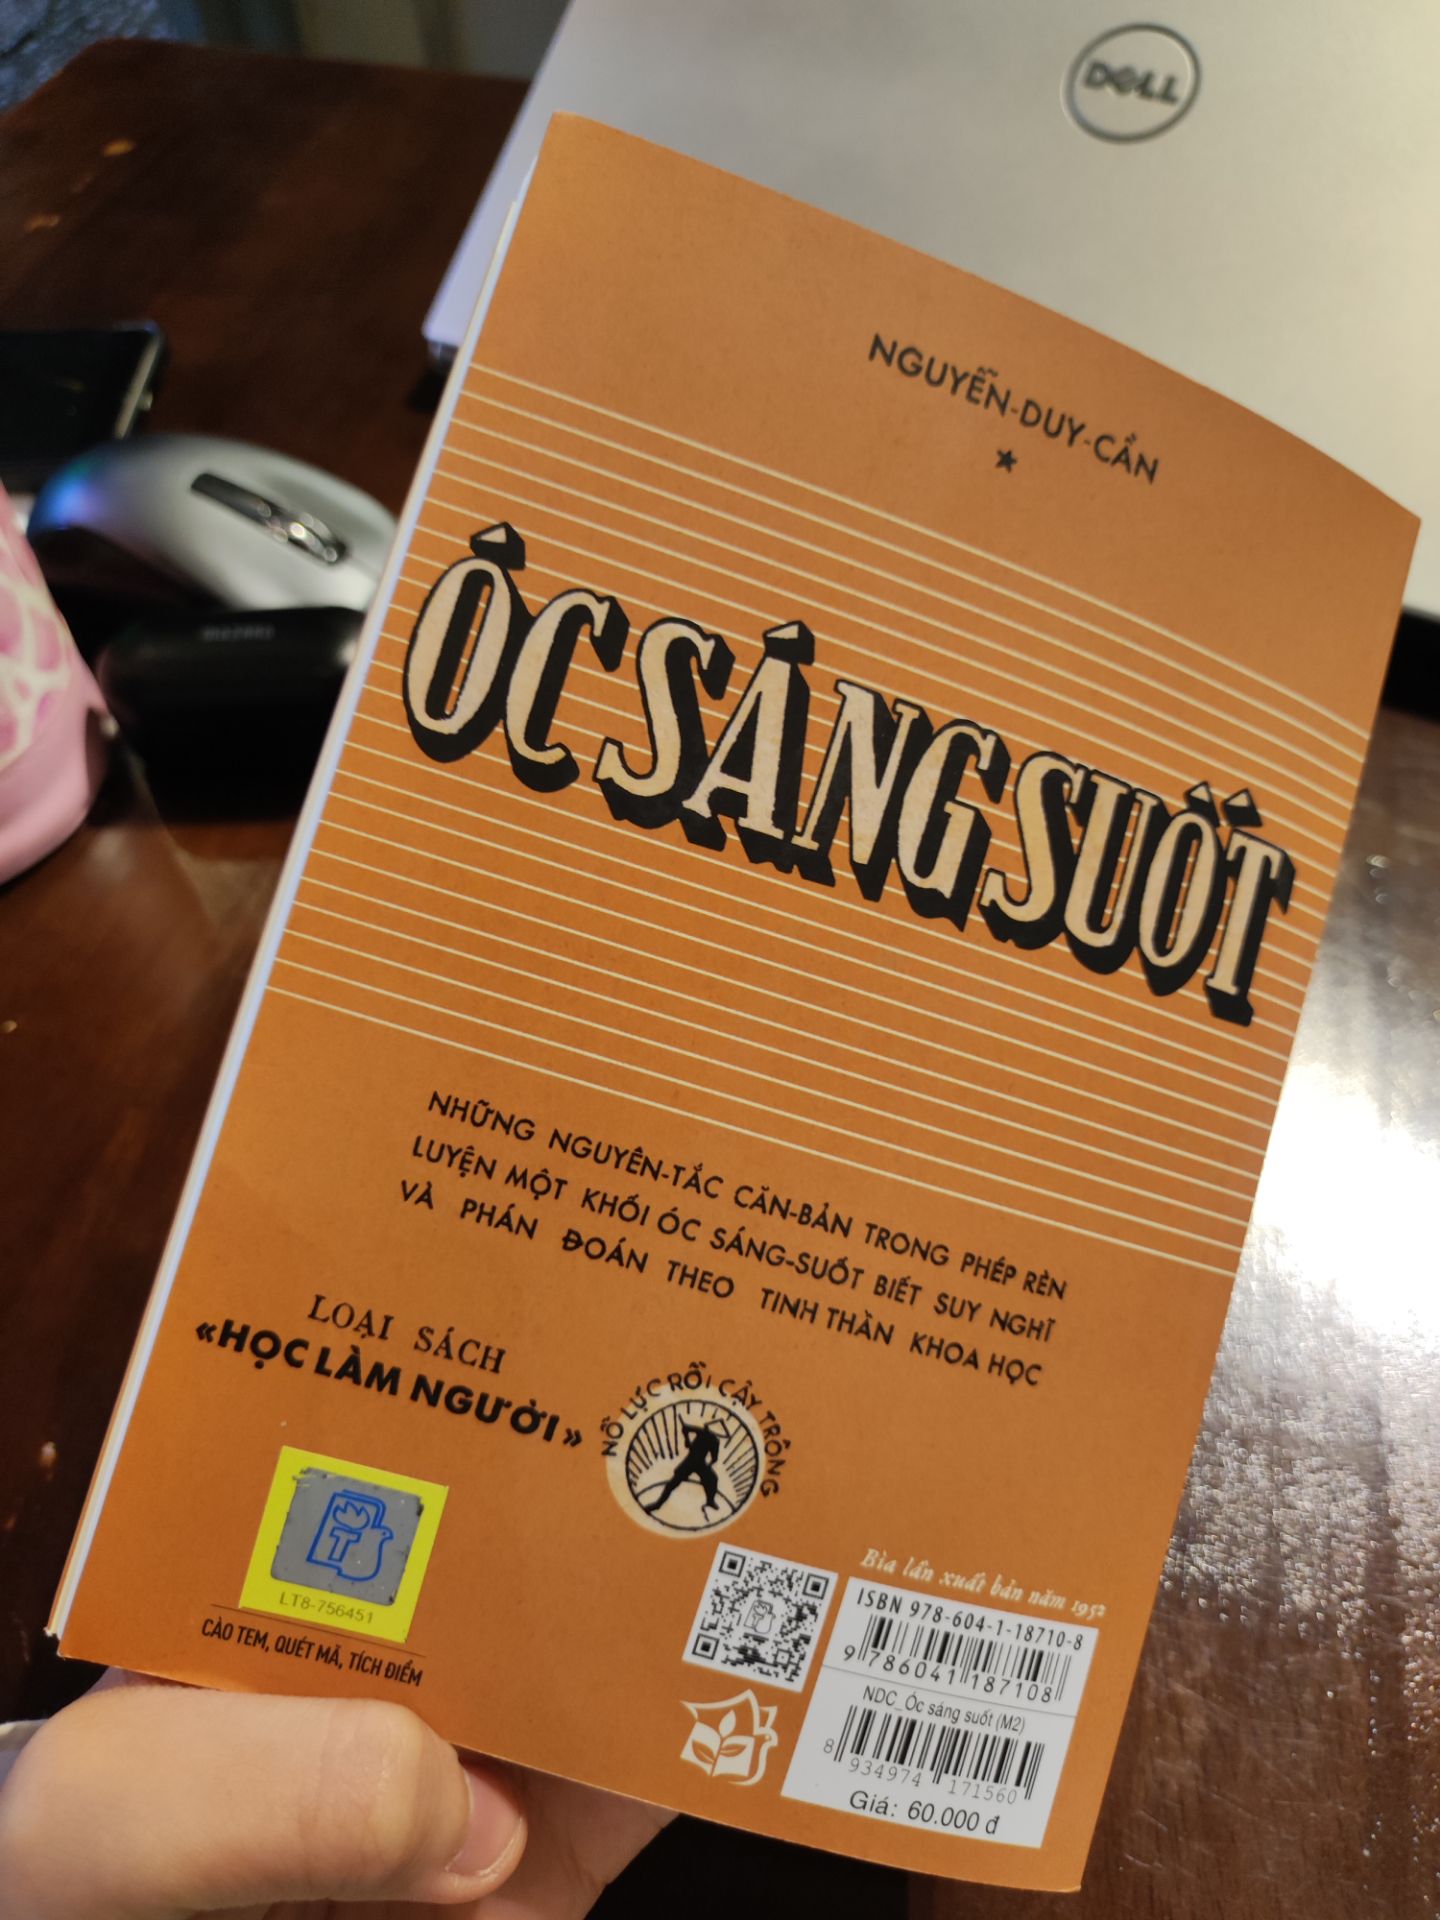 DELL
NGUYỄN-DUY-CẦN
ÓC SÁNG SUỐT
NHỮNG NGUYÊN-TẮC CĂN-BẢN TRONG PHÉP RÈN
LUYỆN MỘT KHỐI ÓC SÁNG-SUỐT BIẾT SUY NGHĨ
VÀ PHÁN ĐOÁN THEO TINH THẦN KHOA HỌC
LOẠI SÁCH
«HỌC LÀM NGƯỜI»
NỖ LỰC RỒI CẬY TRÔNG
T
LT8-756451
CÀO TEM, QUÉT MÃ, TÍCH ĐIỂM
Bìa lần xuất bản năm 1952
ISBN 978-604-1-18710-8
9 786041 187108
NDC_Óc sáng suốt (M2)
8 934974 171560
Giá: 60.000 đ